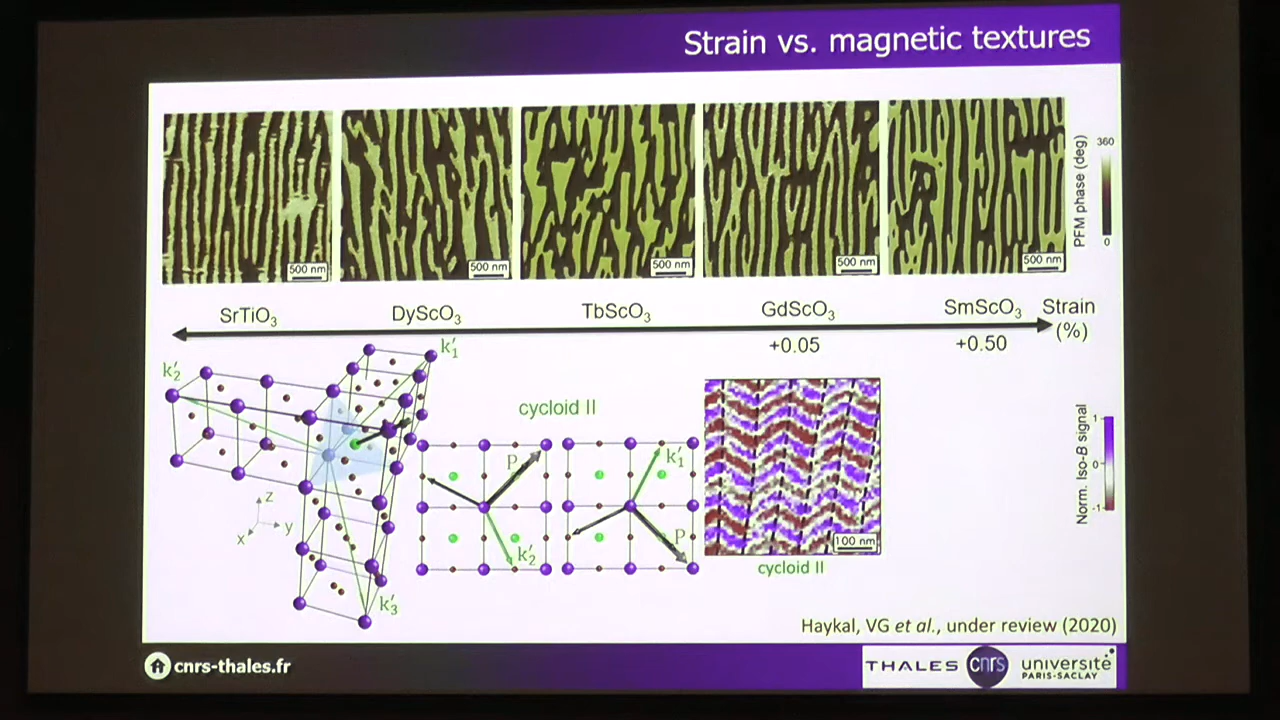 Strain vs. magnetic textures
360
PFM phase (deg)
0
500 nm
500 nm
500 nm
500 nm
500 nm
SrTiO₃
DyScO₃
TbScO₃
GdScO₃
SmScO₃
Strain
(%)
+0.05
+0.50
k′₁
k′₂
k′₃
z
y
x
cycloid II
P
k′₂
k′₁
P
100 nm
cycloid II
Norm. Iso-B signal
1
0
-1
Haykal, VG et al., under review (2020)
cnrs-thales.fr
THALES
cnrs
université
PARIS-SACLAY